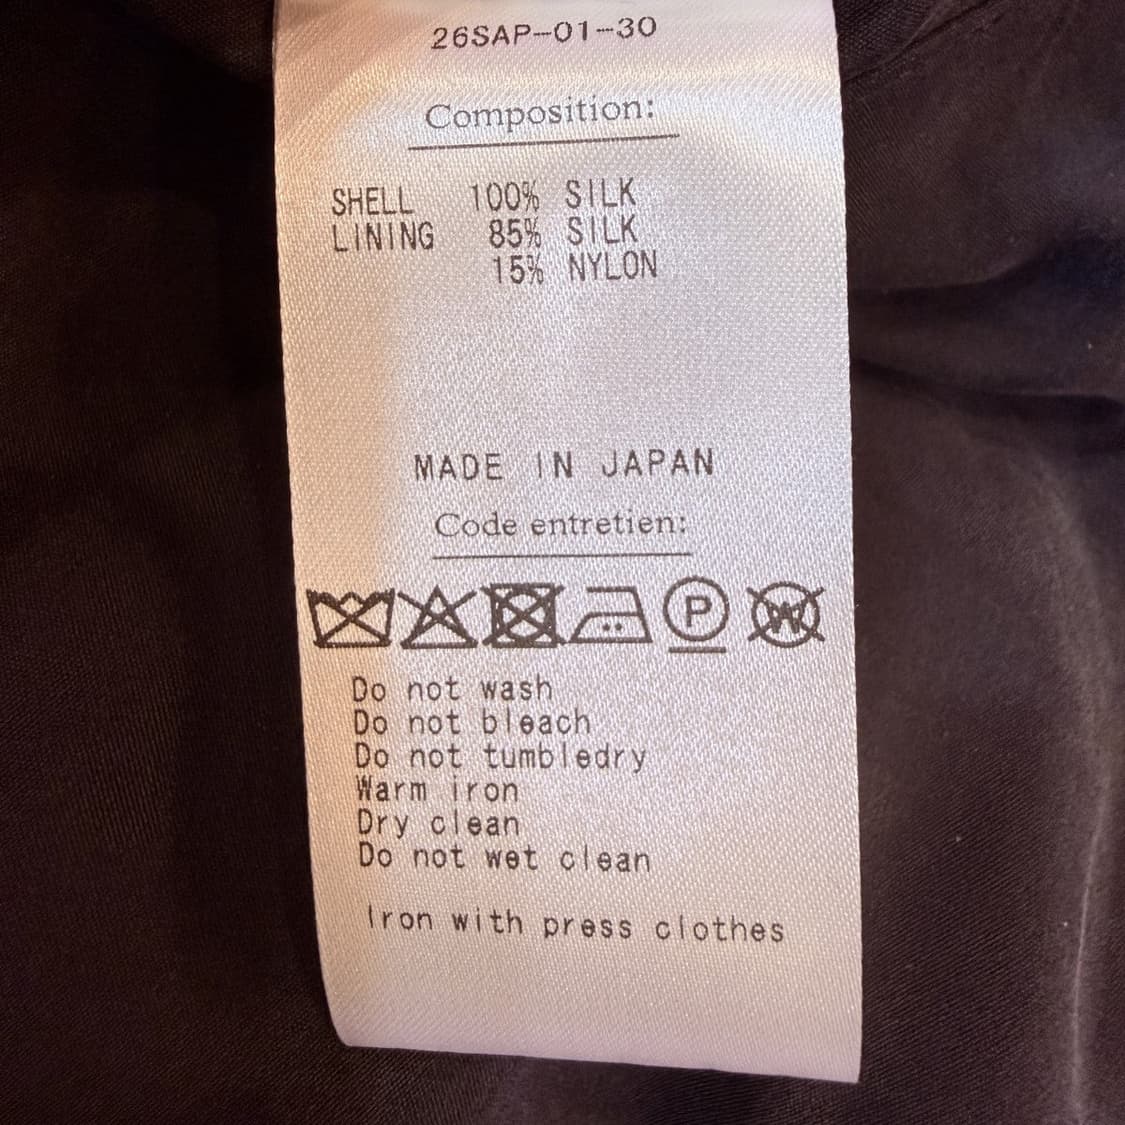 26SAP-01-30
Composition:
SHELL 100% SILK
LINING 85% SILK
15% NYLON
MADE IN JAPAN
Code entretien:
P W
Do not wash
Do not bleach
Do not tumbledry
Warm iron
Dry clean
Do not wet clean
Iron with press clothes